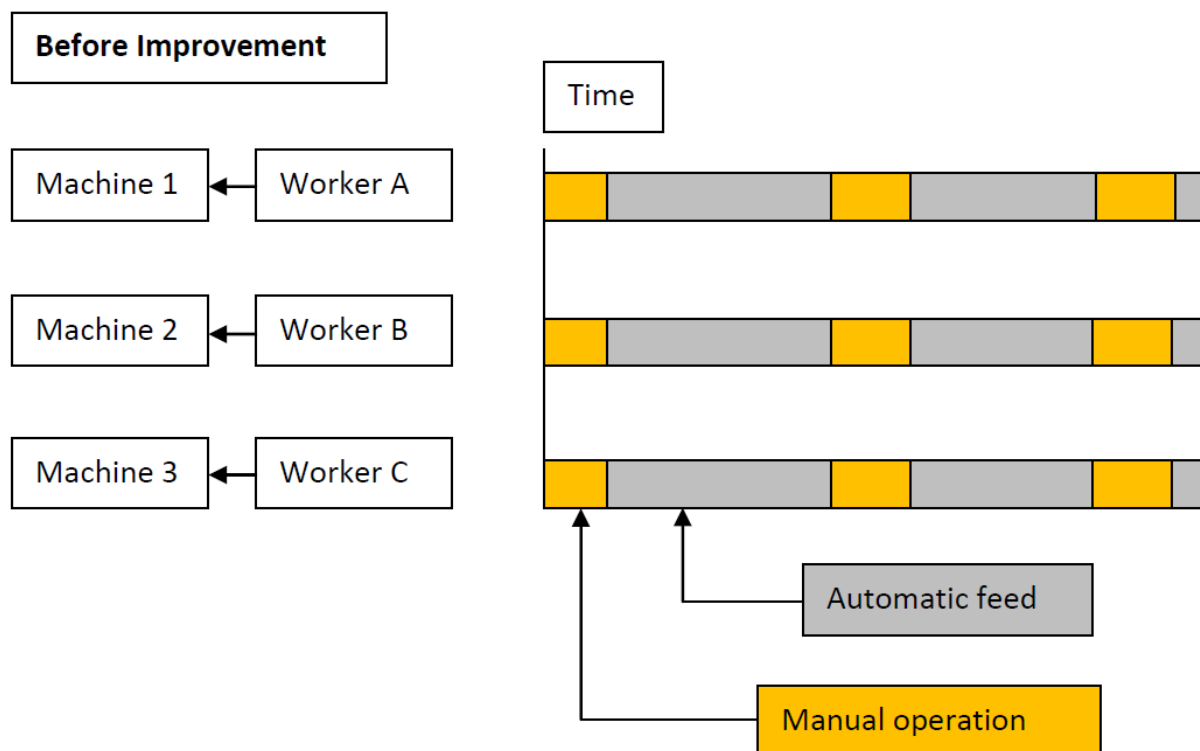 Before Improvement
Time
Machine 1
Worker A
Machine 2
Worker B
Machine 3
Worker C
Automatic feed
Manual operation